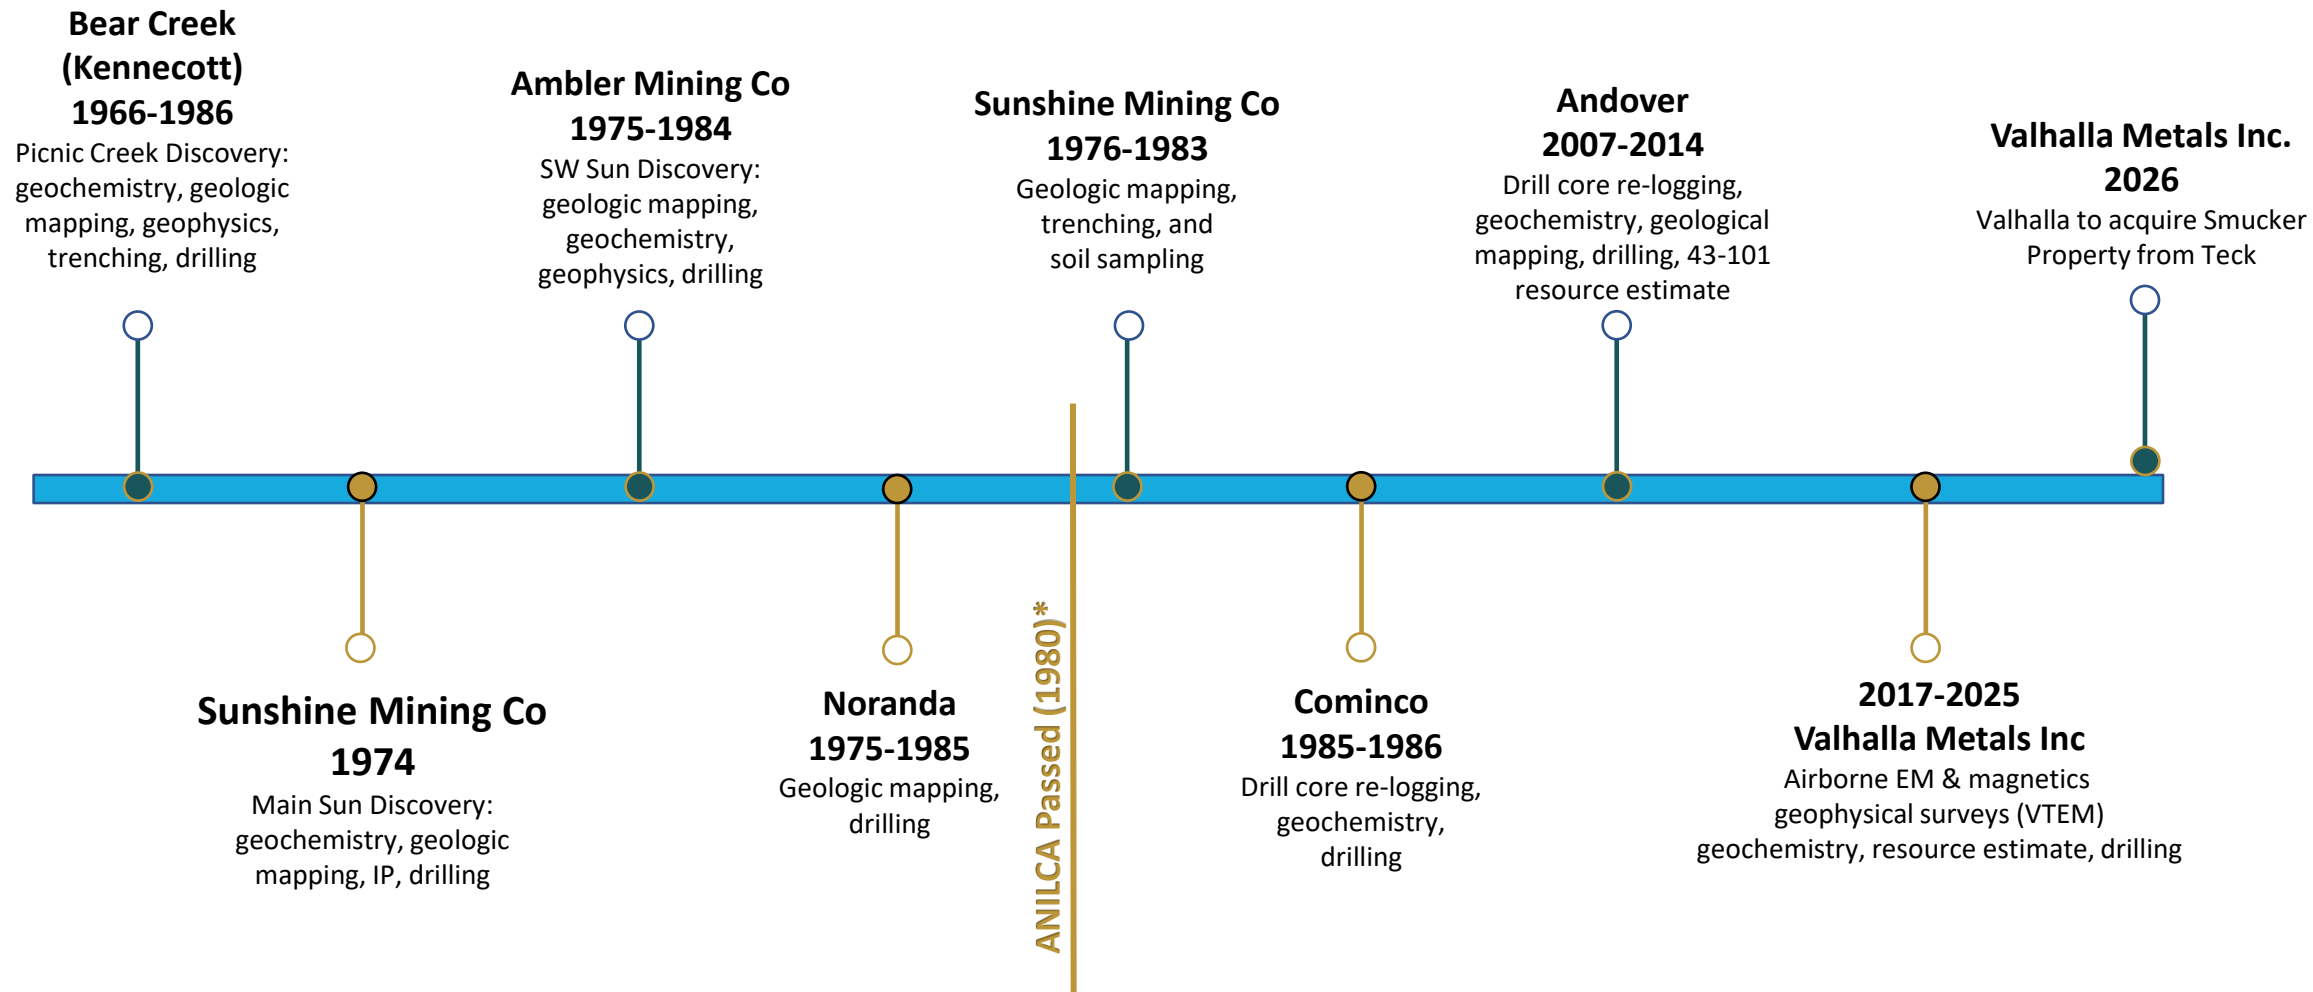 Bear Creek
(Kennecott)
1966-1986
Picnic Creek Discovery:
geochemistry, geologic
mapping, geophysics,
trenching, drilling
Ambler Mining Co
1975-1984
SW Sun Discovery:
geologic mapping,
geochemistry,
geophysics, drilling
Sunshine Mining Co
1976-1983
Geologic mapping,
trenching, and
soil sampling
Andover
2007-2014
Drill core re-logging,
geochemistry, geological
mapping, drilling, 43-101
resource estimate
Valhalla Metals Inc.
2026
Valhalla to acquire Smucker
Property from Teck
Sunshine Mining Co
1974
Main Sun Discovery:
geochemistry, geologic
mapping, IP, drilling
Noranda
1975-1985
Geologic mapping,
drilling
ANILCA Passed (1980)*
Cominco
1985-1986
Drill core re-logging,
geochemistry,
drilling
2017-2025
Valhalla Metals Inc
Airborne EM & magnetics
geophysical surveys (VTEM)
geochemistry, resource estimate, drilling